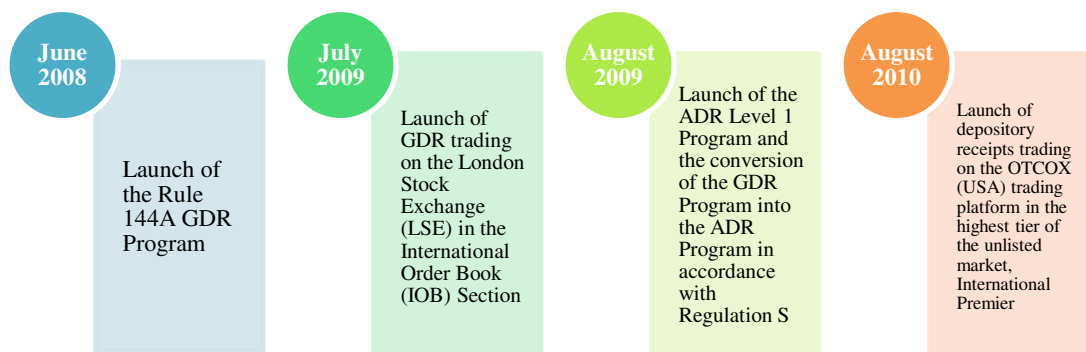 June
2008
Launch of
the Rule
144A GDR
Program
July
2009
Launch of
GDR trading
on the London
Stock
Exchange
(LSE) in the
International
Order Book
(IOB) Section
August
2009
Launch of the
ADR Level 1
Program and
the conversion
of the GDR
Program into
the ADR
Program in
accordance
with
Regulation S
August
2010
Launch of
depository
receipts trading
on the OTCOX
(USA) trading
platform in the
highest tier of
the unlisted
market,
International
Premier